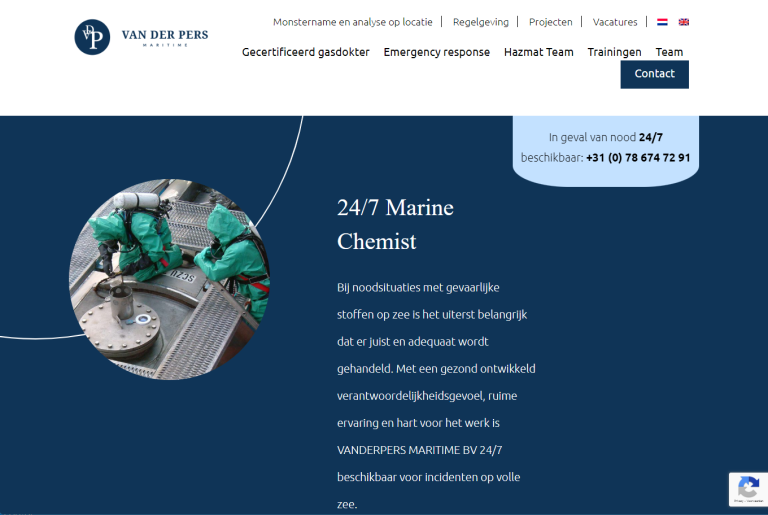 Monstername en analyse op locatie
Regelgeving
Projecten
Vacatures
VAN DER PERS
MARITIME
Gecertificeerd gasdokter
Emergency response
Hazmat Team
Trainingen
Team
Contact
In geval van nood 24/7
beschikbaar: +31 (0) 78 674 72 91
24/7 Marine
Chemist
Bij noodsituaties met gevaarlijke
stoffen op zee is het uiterst belangrijk
dat er juist en adequaat wordt
gehandeld. Met een gezond ontwikkeld
verantwoordelijkheidsgevoel, ruime
ervaring en hart voor het werk is
VANDERPERS MARITIME BV 24/7
beschikbaar voor incidenten op volle
zee.